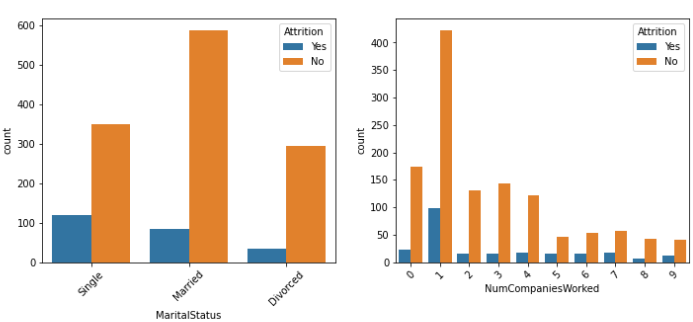 600
500
400
300
200
100
0
count
Attrition
Yes
No
Single
Married
Divorced
MaritalStatus
400
350
300
250
200
150
100
50
0
count
Attrition
Yes
No
0 1 2 3 4 5 6 7 8 9
NumCompaniesWorked